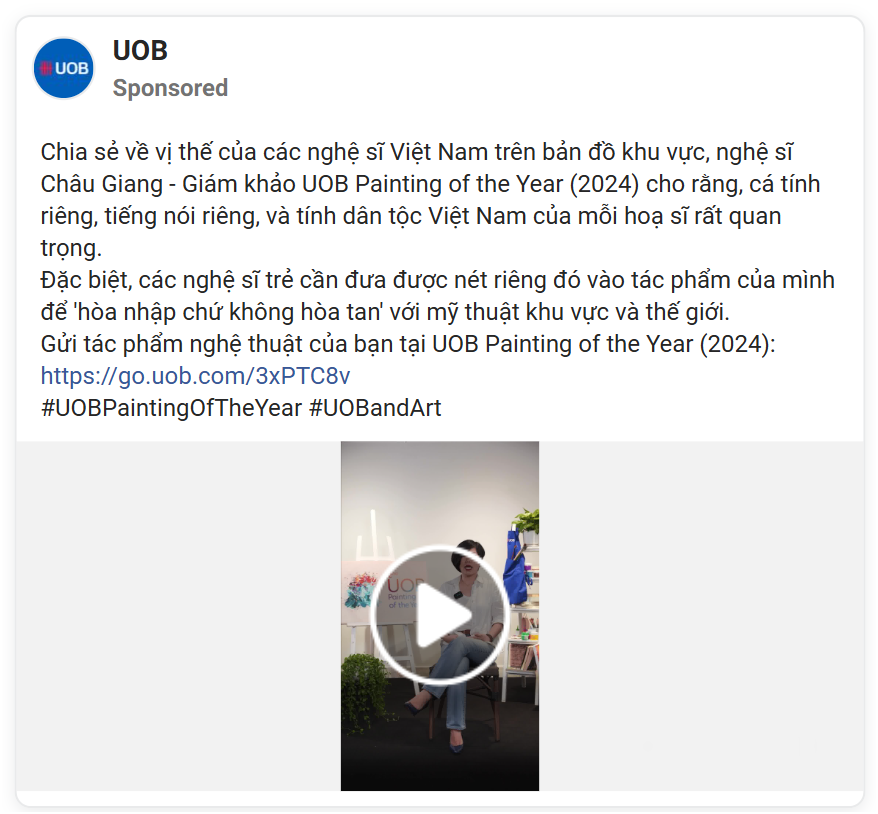 UOB
UOB
Sponsored
Chia sẻ về vị thế của các nghệ sĩ Việt Nam trên bản đồ khu vực, nghệ sĩ
Châu Giang - Giám khảo UOB Painting of the Year (2024) cho rằng, cá tính
riêng, tiếng nói riêng, và tính dân tộc Việt Nam của mỗi hoạ sĩ rất quan
trọng.
Đặc biệt, các nghệ sĩ trẻ cần đưa được nét riêng đó vào tác phẩm của mình
để 'hòa nhập chứ không hòa tan' với mỹ thuật khu vực và thế giới.
Gửi tác phẩm nghệ thuật của bạn tại UOB Painting of the Year (2024):
https://go.uob.com/3xPTC8v
#UOBPaintingOfTheYear #UOBandArt
UOB
Painting
of the